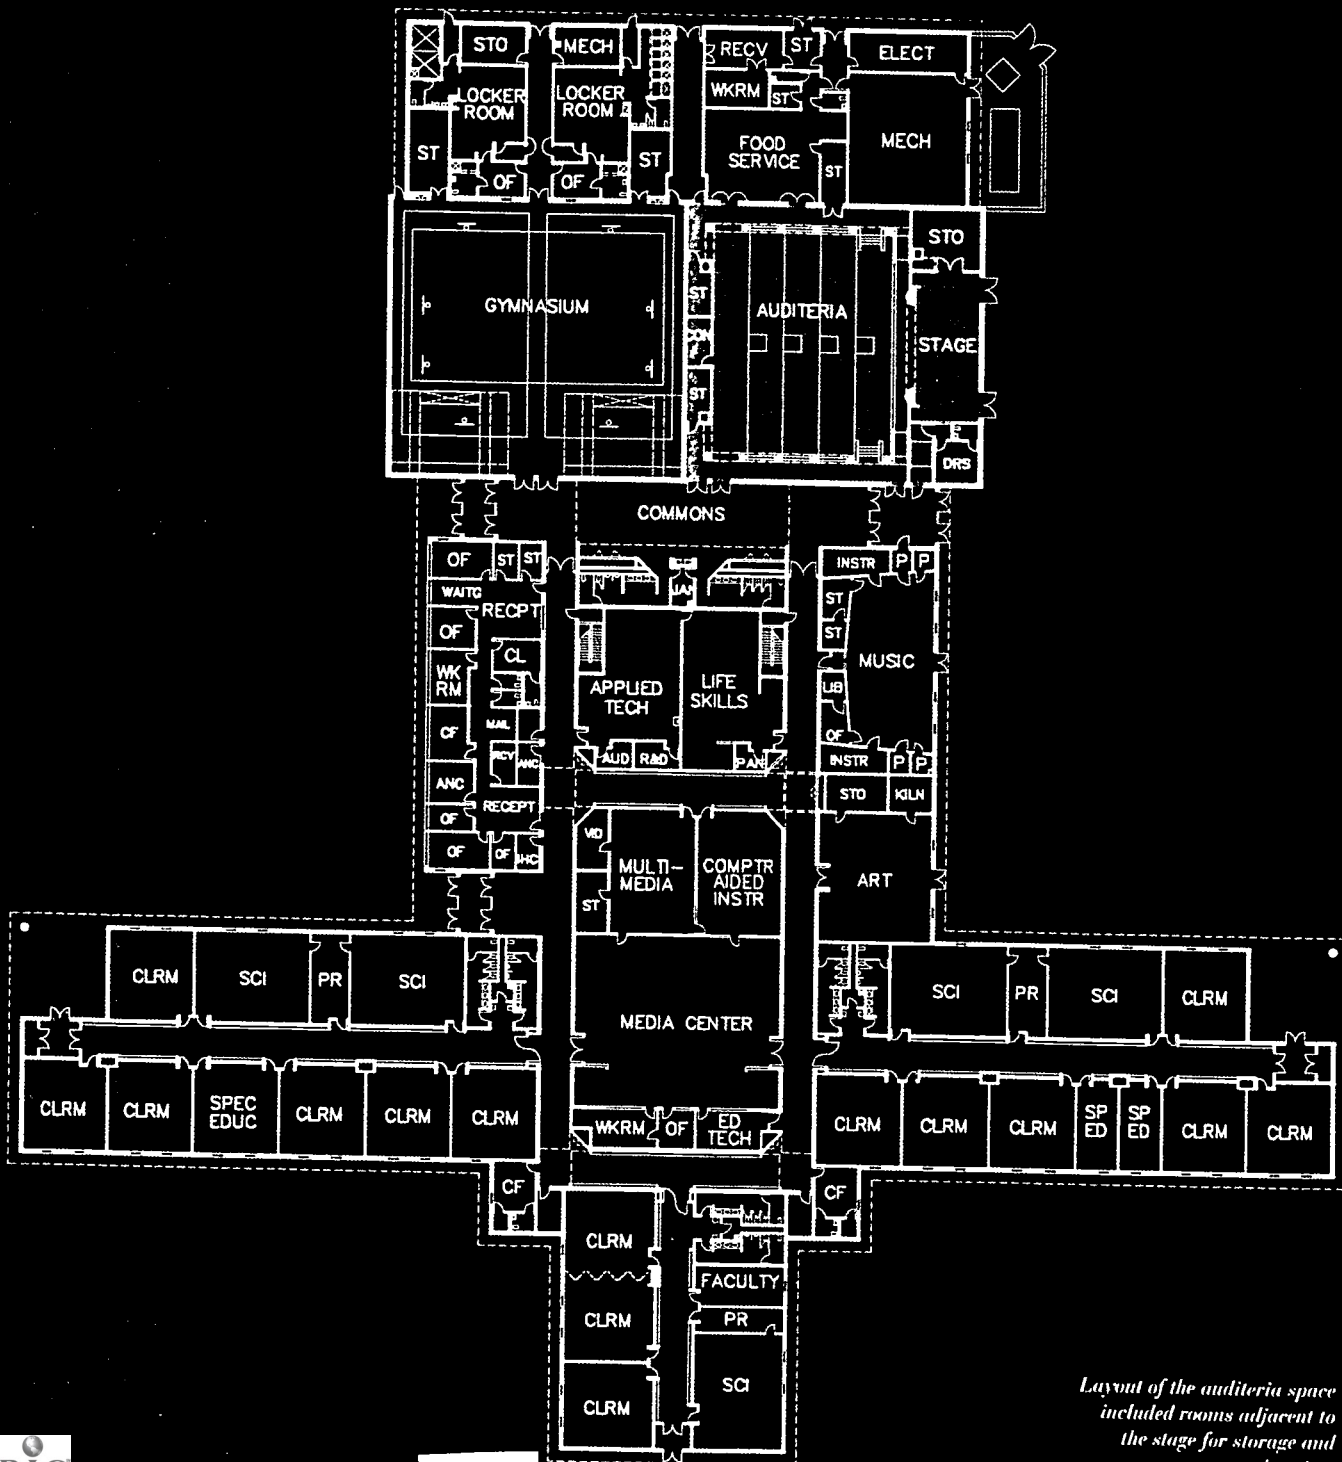 STO
MECH
RECV
ST
ELECT
LOCKER
ROOM
LOCKER
ROOM
WKRM
ST
FOOD
SERVICE
MECH
ST
ST
ST
OF
OF
STO
GYMNASIUM
ST
AUDITERIA
STAGE
ST
DRS
COMMONS
OF
ST
ST
INSTR
P
P
WAITG
RECPT
JAN
ST
OF
ST
CL
MUSIC
WK
RM
APPLIED
TECH
LIFE
SKILLS
LIB
CF
MAIL
OF
AUD
R&D
PAN
INSTR
P
P
RCY
ANC
ANC
STO
KILN
RECEPT
OF
VID
MULTI-
MEDIA
COMPTR
AIDED
INSTR
OF
OF
ART
ST
CLRM
SCI
PR
SCI
SCI
PR
SCI
CLRM
MEDIA CENTER
CLRM
CLRM
SPEC
EDUC
CLRM
CLRM
CLRM
WKRM
OF
ED
TECH
CLRM
CLRM
CLRM
SP
ED
SP
ED
CLRM
CLRM
CF
CF
CLRM
FACULTY
CLRM
PR
SCI
CLRM
Layout of the auditeria space
included rooms adjacent to
the stage for storage and